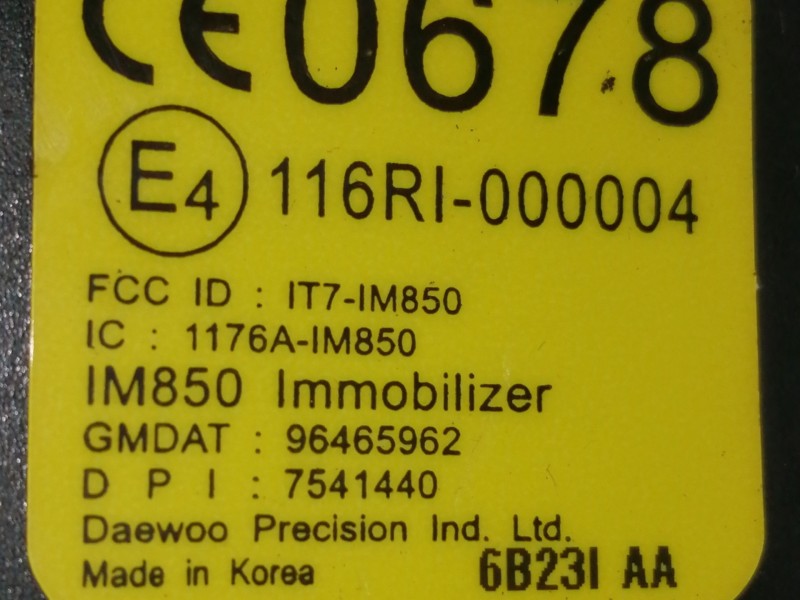 CE0678
E4 116RI-000004
FCC ID : IT7-IM850
IC : 1176A-IM850
IM850 Immobilizer
GMDAT : 96465962
D P I : 7541440
Daewoo Precision Ind. Ltd.
Made in Korea 6B23I AA